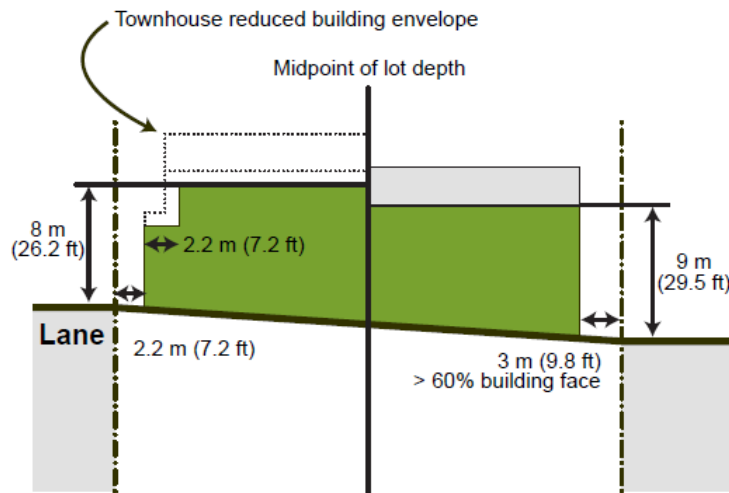 Townhouse reduced building envelope
Midpoint of lot depth
8 m
(26.2 ft)
2.2 m (7.2 ft)
9 m
(29.5 ft)
Lane
2.2 m (7.2 ft)
3 m (9.8 ft)
> 60% building face